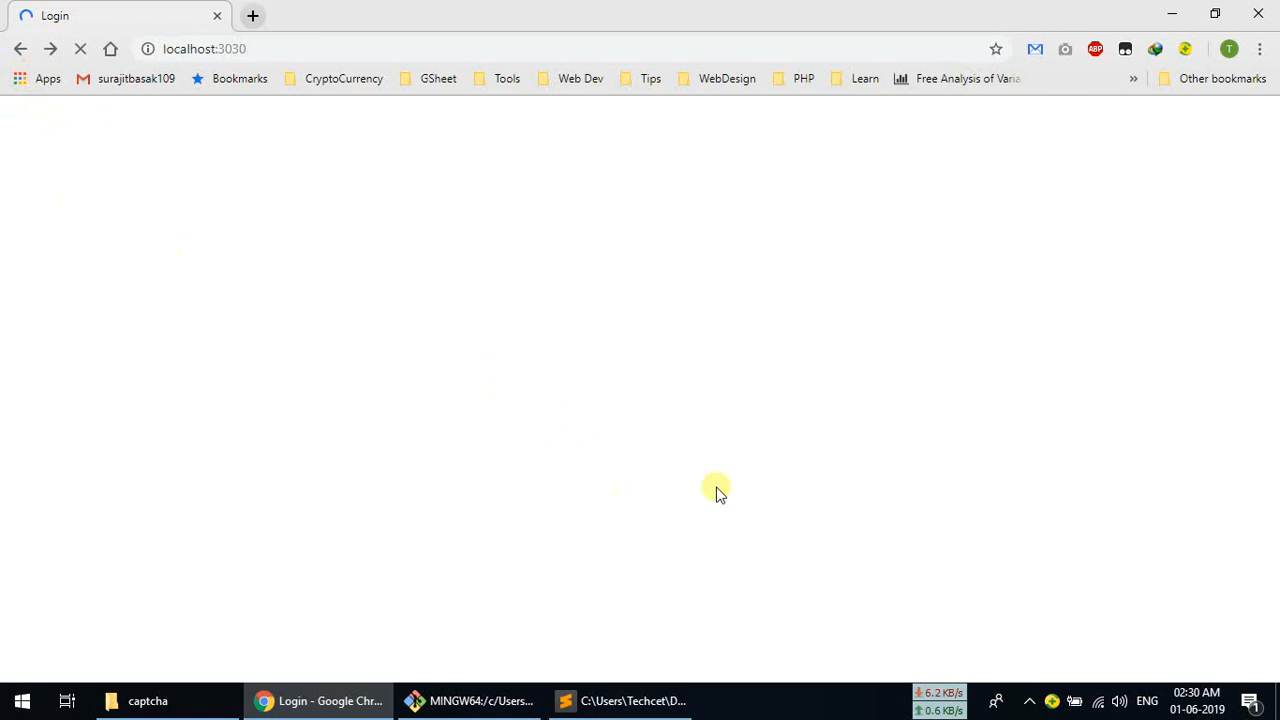 Login
localhost:3030
ABP
T
Apps
surajitbasak109
Bookmarks
CryptoCurrency
GSheet
Tools
Web Dev
Tips
WebDesign
PHP
Learn
Free Analysis of Varia
»
Other bookmarks
captcha
Login - Google Chr...
MINGW64:/c/Users...
C:\Users\Techcet\D...
6.2 KB/s
0.6 KB/s
ENG
02:30 AM
01-06-2019
1